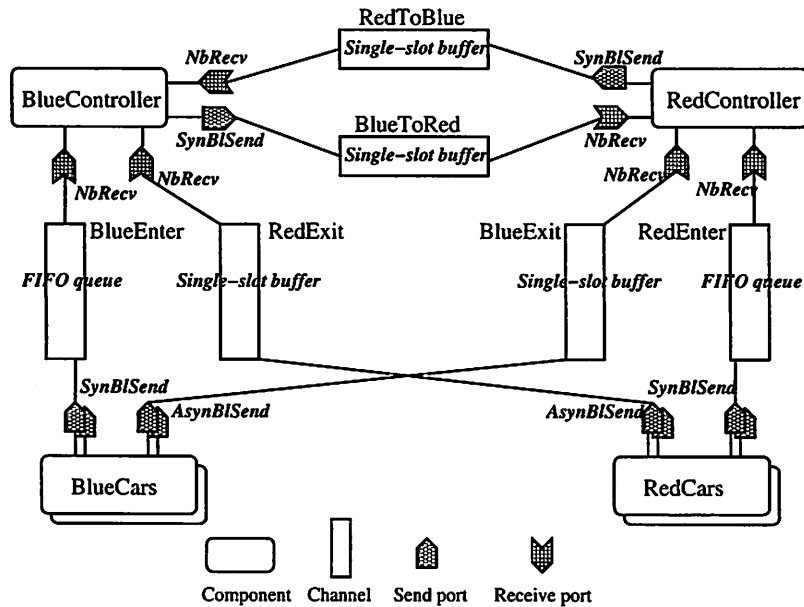 RedToBlue
NbRecv
Single-slot buffer
SynBlSend
BlueController
RedController
BlueToRed
SynBlSend
Single-slot buffer
NbRecv
NbRecv
NbRecv
NbRecv
NbRecv
BlueEnter
RedExit
BlueExit
RedEnter
FIFO queue
Single-slot buffer
Single-slot buffer
FIFO queue
SynBlSend
AsynBlSend
AsynBlSend
SynBlSend
BlueCars
RedCars
Component
Channel
Send port
Receive port